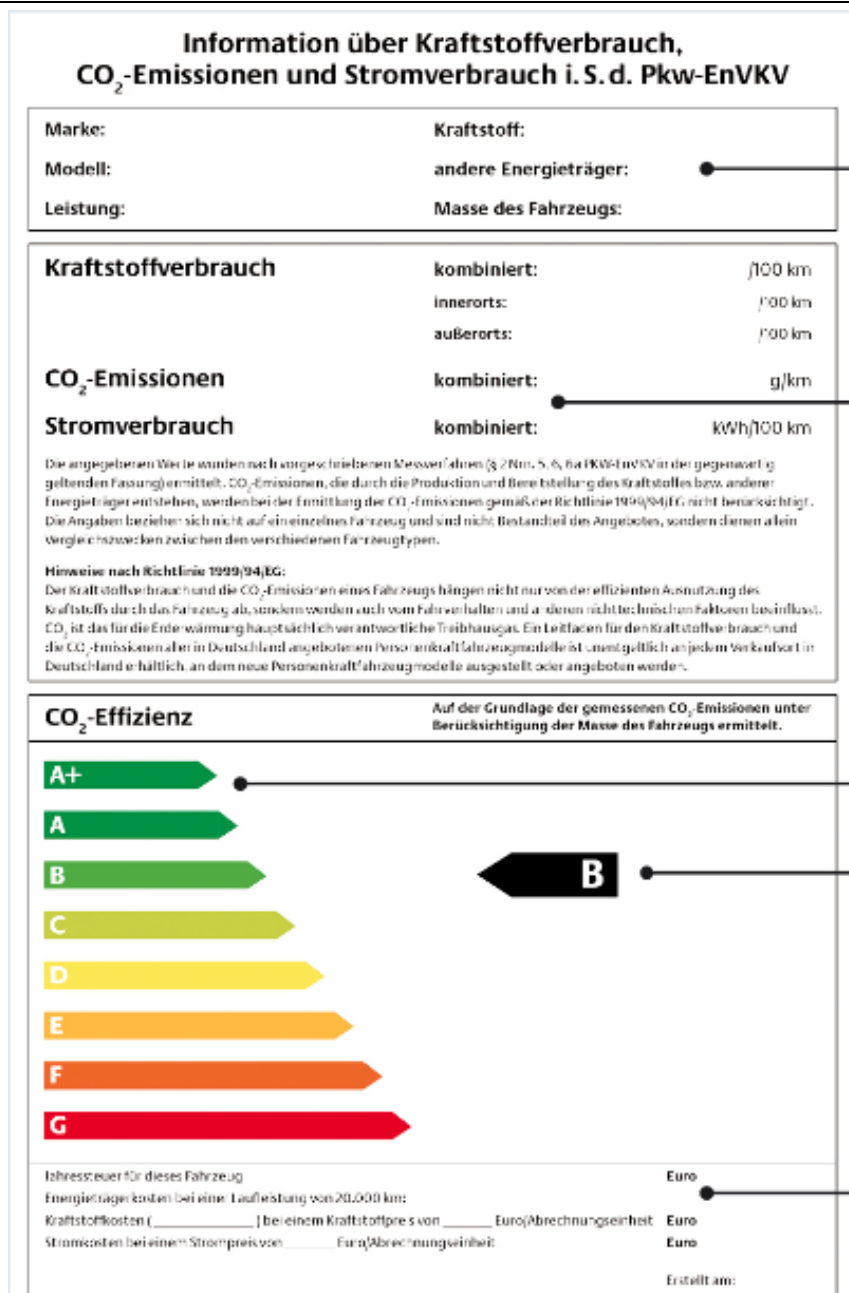 Information über Kraftstoffverbrauch,
CO₂-Emissionen und Stromverbrauch i. S. d. Pkw-EnVKV
Marke: Kraftstoff:
Modell: andere Energieträger:
Leistung: Masse des Fahrzeugs:
Kraftstoffverbrauch kombiniert: /100 km
innerorts: /100 km
außerorts: /100 km
CO₂-Emissionen kombiniert: g/km
Stromverbrauch kombiniert: kWh/100 km
Die angegebenen Werte wurden nach vorgeschriebenen Messverfahren (§ 2 Nrn. 5, 6, 6a PKW-EnVKV in der gegenwärtig
geltenden Fassung) ermittelt. CO₂-Emissionen, die durch die Produktion und Bereitstellung des Kraftstoffes bzw. anderer
Energieträger entstehen, werden bei der Ermittlung der CO₂-Emissionen gemäß der Richtlinie 1999/94/EG nicht berücksichtigt.
Die Angaben beziehen sich nicht auf ein einzelnes Fahrzeug und sind nicht Bestandteil des Angebotes, sondern dienen allein
Vergleichszwecken zwischen den verschiedenen Fahrzeugtypen.
Hinweise nach Richtlinie 1999/94/EG:
Der Kraftstoffverbrauch und die CO₂-Emissionen eines Fahrzeugs hängen nicht nur von der effizienten Ausnutzung des
Kraftstoffs durch das Fahrzeug ab, sondern werden auch vom Fahrverhalten und anderen nichttechnischen Faktoren beeinflusst.
CO₂ ist das für die Erderwärmung hauptsächlich verantwortliche Treibhausgas. Ein Leitfaden für den Kraftstoffverbrauch und
die CO₂-Emissionen aller in Deutschland angebotenen Personenkraftfahrzeugmodelle ist unentgeltlich an jedem Verkaufsort in
Deutschland erhältlich, an dem neue Personenkraftfahrzeugmodelle ausgestellt oder angeboten werden.
CO₂-Effizienz Auf der Grundlage der gemessenen CO₂-Emissionen unter
Berücksichtigung der Masse des Fahrzeugs ermittelt.
A+
A
B B
C
D
E
F
G
Jahressteuer für dieses Fahrzeug Euro
Energieträgerkosten bei einer Laufleistung von 20.000 km:
Kraftstoffkosten (____________) bei einem Kraftstoffpreis von ______ Euro/Abrechnungseinheit Euro
Stromkosten bei einem Strompreis von ______ Euro/Abrechnungseinheit Euro
Erstellt am: